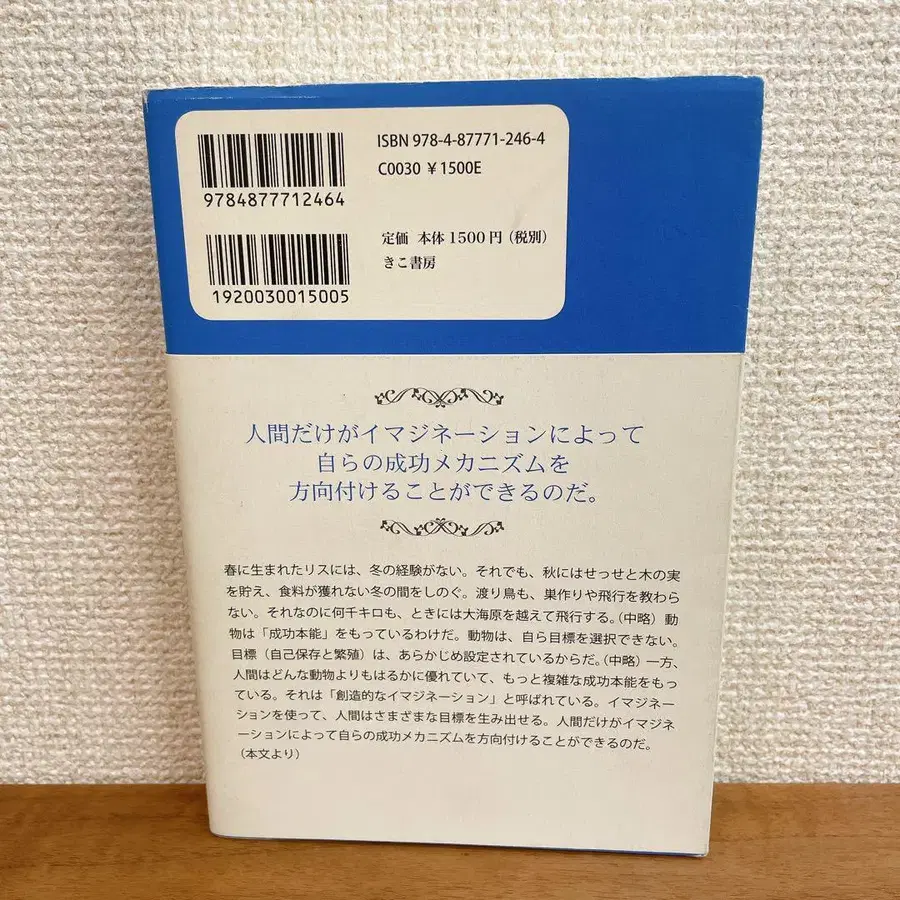 ISBN 978-4-87771-246-4
C0030 ¥1500E
9784877712464
定価 本体1500円(税別)
きこ書房
1920030015005
人間だけがイマジネーションによって
自らの成功メカニズムを
方向付けることができるのだ。
春に生まれたリスには、冬の経験がない。それでも、秋にはせっせと木の実
を貯え、食料が獲れない冬の間をしのぐ。渡り鳥も、巣作りや飛行を教わら
ない。それなのに何千キロも、ときには大海原を越えて飛行する。(中略)動
物は「成功本能」をもっているわけだ。動物は、自ら目標を選択できない。
目標(自己保存と繁殖)は、あらかじめ設定されているからだ。(中略)一方、
人間はどんな動物よりもはるかに優れていて、もっと複雑な成功本能をもっ
ている。それは「創造的なイマジネーション」と呼ばれている。イマジネー
ションを使って、人間はさまざまな目標を生み出せる。人間だけがイマジネ
ーションによって自らの成功メカニズムを方向付けることができるのだ。
(本文より)